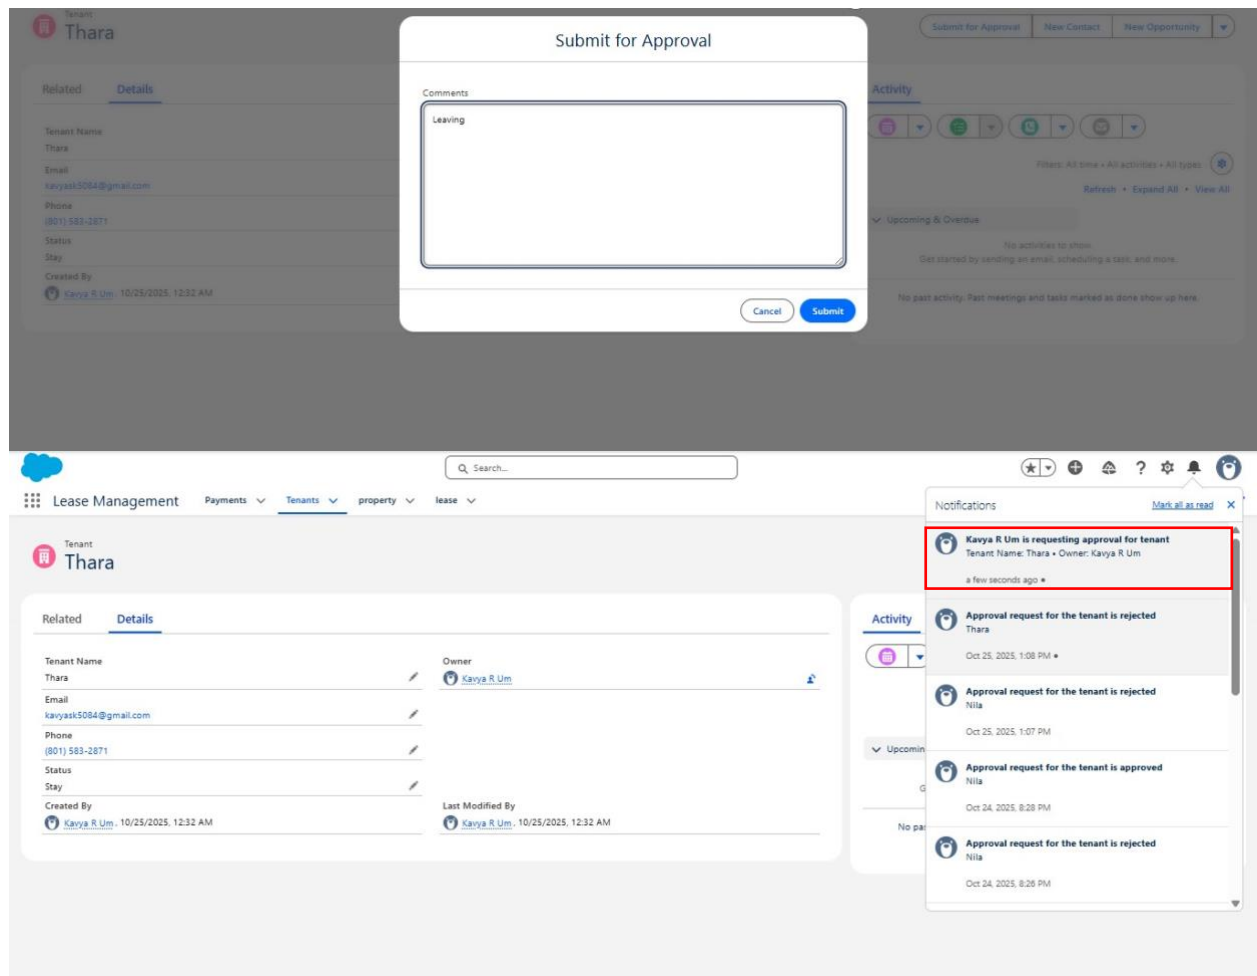 Tenant
Thara
Submit for Approval
Submit for Approval
New Contact
New Opportunity
Related
Details
Comments
Leaving
Activity
Tenant Name
Thara
Email
kavyask5084@gmail.com
Phone
(801) 583-2871
Status
Stay
Created By
Kavya R Um, 10/25/2025, 12:32 AM
Filters: All time • All activities • All types
Refresh • Expand All • View All
Upcoming & Overdue
No activities to show.
Get started by sending an email, scheduling a task, and more.
No past activity. Past meetings and tasks marked as done show up here.
Cancel
Submit
Search...
Lease Management
Payments
Tenants
property
lease
Tenant
Thara
Related
Details
Tenant Name
Thara
Owner
Kavya R Um
Email
kavyask5084@gmail.com
Phone
(801) 583-2871
Status
Stay
Created By
Kavya R Um, 10/25/2025, 12:32 AM
Last Modified By
Kavya R Um, 10/25/2025, 12:32 AM
Activity
Upcomin
G
No pa
Notifications
Mark all as read
Kavya R Um is requesting approval for tenant
Tenant Name: Thara • Owner: Kavya R Um
a few seconds ago •
Approval request for the tenant is rejected
Thara
Oct 25, 2025, 1:08 PM •
Approval request for the tenant is rejected
Nila
Oct 25, 2025, 1:07 PM
Approval request for the tenant is approved
Nila
Oct 24, 2025, 8:28 PM
Approval request for the tenant is rejected
Nila
Oct 24, 2025, 8:26 PM